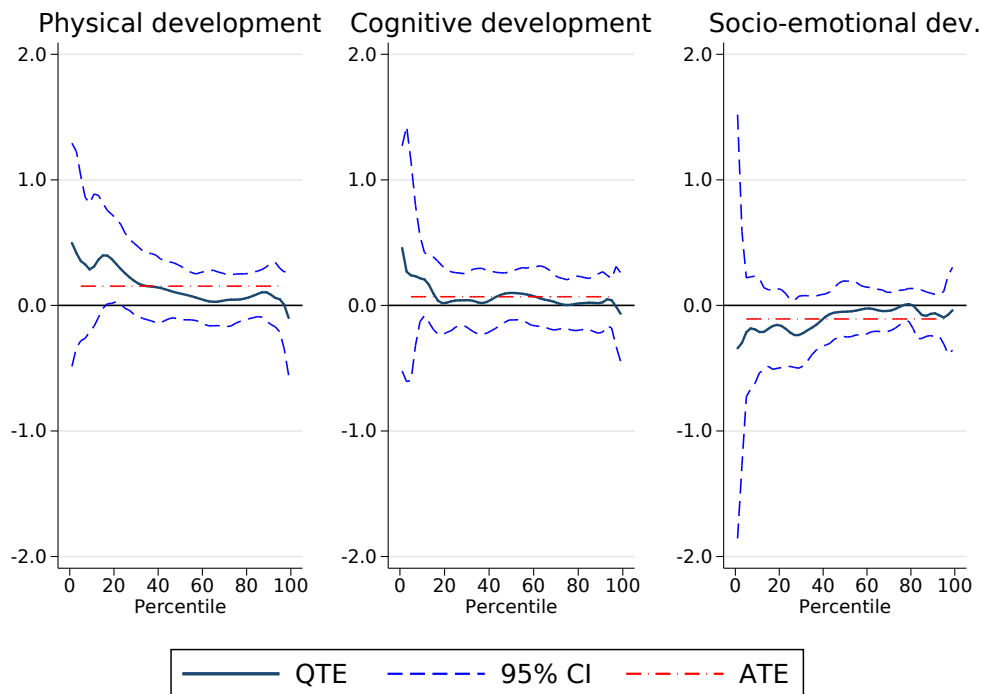 Physical development
Cognitive development
Socio-emotional dev.
2.0
1.0
0.0
-1.0
-2.0
0 20 40 60 80 100
Percentile
2.0
1.0
0.0
-1.0
-2.0
0 20 40 60 80 100
Percentile
2.0
1.0
0.0
-1.0
-2.0
0 20 40 60 80 100
Percentile
QTE 95% CI ATE